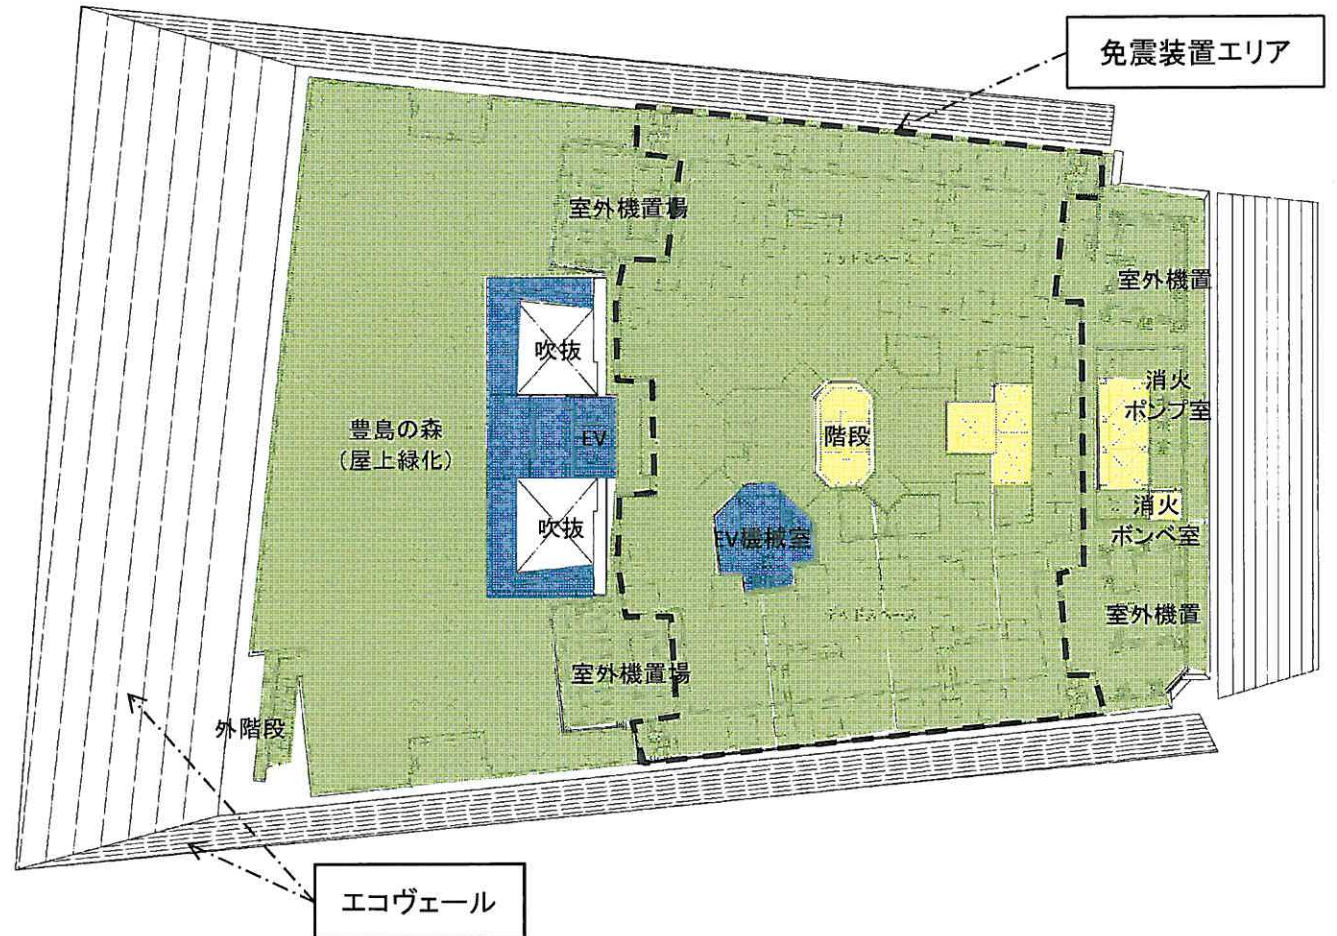 免震装置エリア
室外機置場
室外機置
吹抜
消火
ポンプ室
豊島の森
(屋上緑化)
EV
階段
吹抜
EV機械室
消火
ボンベ室
室外機置
室外機置場
外階段
エコヴェール